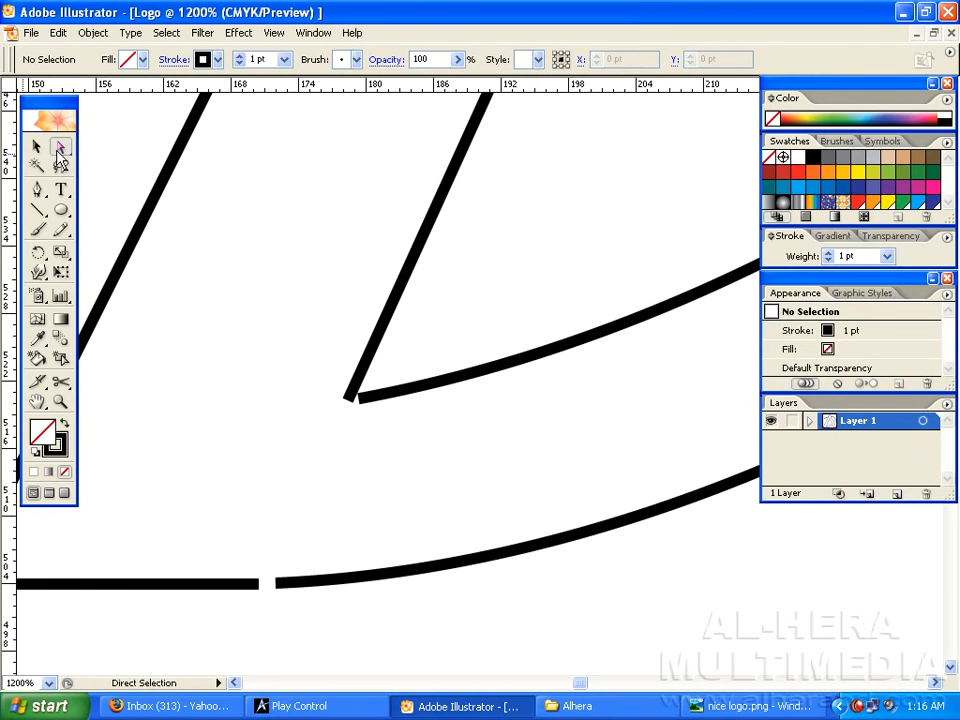 Adobe Illustrator - [Logo @ 1200% (CMYK/Preview) ]
File Edit Object Type Select Filter Effect View Window Help
No Selection Fill: Stroke: 1 pt Brush: Opacity: 100 % Style: X: 0 pt Y: 0 pt
150 156 162 168 174 180 186 192 198 204 210
Color
Swatches Brushes Symbols
Stroke Gradient Transparency
Weight: 1 pt
Appearance Graphic Styles
No Selection
Stroke: 1 pt
Fill:
Default Transparency
Layers
Layer 1
1 Layer
AL-HERA
MULTIMEDIA
1200% Direct Selection
start Inbox (313) - Yahoo... Play Control Adobe Illustrator - [... Alhera nice logo.png - Wind... 1:16 AM